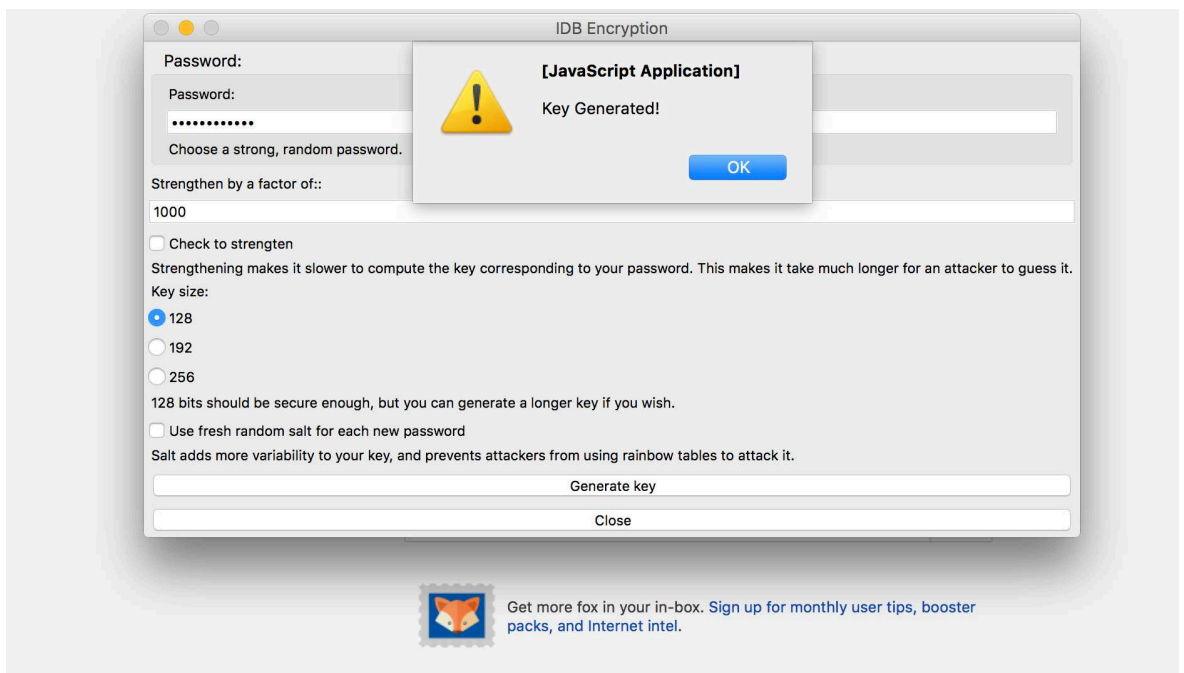 IDB Encryption
[JavaScript Application]
Key Generated!
OK
Password:
Password:
••••••••••••
Choose a strong, random password.
Strengthen by a factor of::
1000
Check to strengten
Strengthening makes it slower to compute the key corresponding to your password. This makes it take much longer for an attacker to guess it.
Key size:
128
192
256
128 bits should be secure enough, but you can generate a longer key if you wish.
Use fresh random salt for each new password
Salt adds more variability to your key, and prevents attackers from using rainbow tables to attack it.
Generate key
Close
Get more fox in your in-box. Sign up for monthly user tips, booster
packs, and Internet intel.